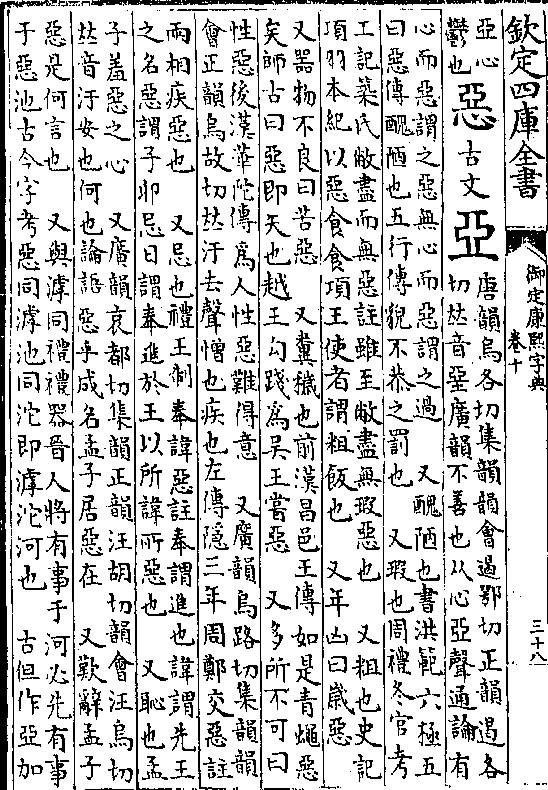 欽定四庫全書
御定康熙字典
卷十
三十八
亞心
鬱也
惡
古文
亞
唐韻烏各切集韻韻會遏鄂切正韻遏各
切𠀤音堊廣韻不善也从心亞聲通論有
心而惡謂之惡無心而惡謂之過 又醜陋也書洪範六極五
曰惡傳醜陋也五行傳貌不恭之罰也 又瑕也周禮冬官考
工記築氏敝盡而無惡註雖至敝盡無瑕惡也 又粗也史記
項羽本紀以惡食食項王使者謂粗飯也 又年凶曰歲惡
又器物不良曰苦惡 又糞穢也前漢昌邑王傳如是青蠅惡
矣師古曰惡即矢也越王勾踐為吳王嘗惡 又多所不可曰
性惡後漢華陀傳為人性惡難得意 又廣韻烏路切集韻韻
會正韻烏故切𠀤汙去聲憎也疾也左傳隱三年周鄭交惡註
兩相疾惡也 又忌也禮王制奉諱惡註奉謂進也諱謂先王
之名惡謂子卯忌日謂奉進於王以所諱所惡也 又恥也孟
子羞惡之心 又廣韻哀都切集韻正韻汪胡切韻會汪烏切
𠀤音汙安也何也論語惡乎成名孟子居惡在 又歎辭孟子
惡是何言也 又與滹同禮禮器晉人將有事于河必先有事
于惡池古今字考惡同滹池同沱即滹沱河也 古但作亞加